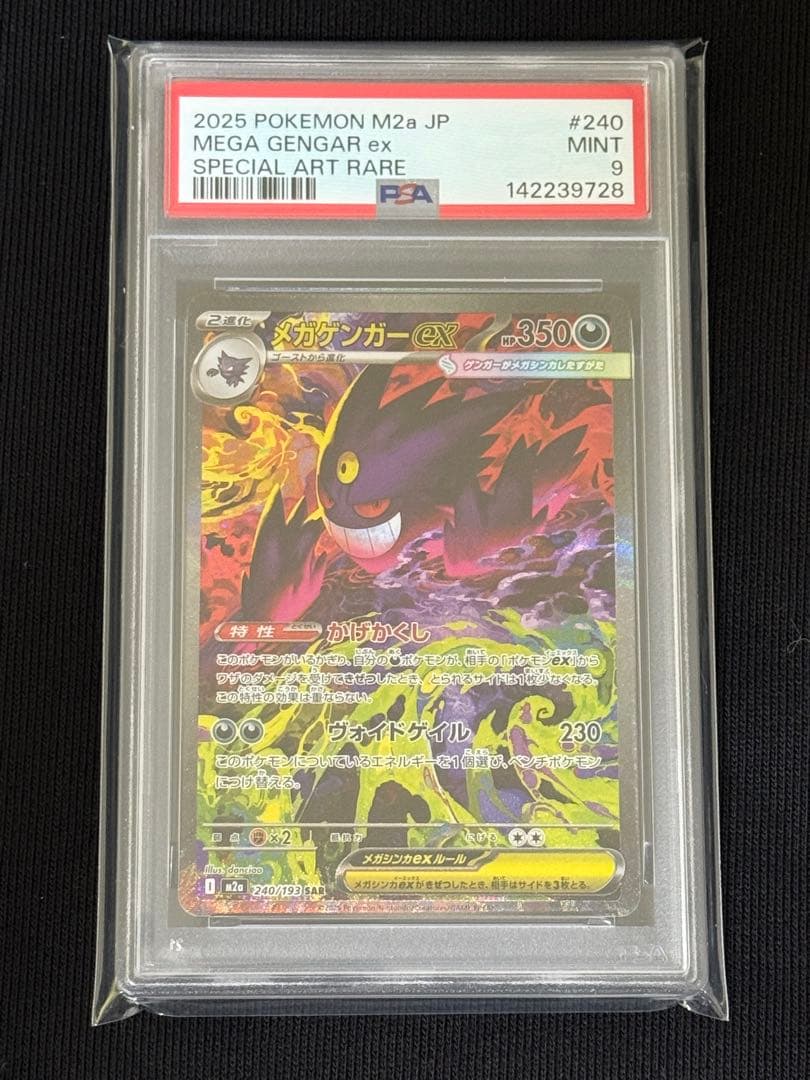 2025 POKEMON M2a JP #240
MEGA GENGAR ex MINT
SPECIAL ART RARE 9
PSA 142239728
2進化 メガゲンガーex HP350
ゴーストから進化
ゲンガーがメガシンカしたすがた
特性 とくせい かげかくし
このポケモンがいるかぎり、自分のポケモンが、相手の「ポケモンex」から
ワザのダメージを受けてきぜつしたとき、とられるサイドは1枚少なくなる。
この特性の効果は重ならない。
ヴォイドゲイル 230
このポケモンについているエネルギーを1個選び、ベンチポケモン
につけ替える。
弱点 ×2 抵抗力 にげる
メガシンカexルール
メガシンカexがきぜつしたとき、相手はサイドを3枚とる。
Illus. danciao
I m2a 240/193 SAR